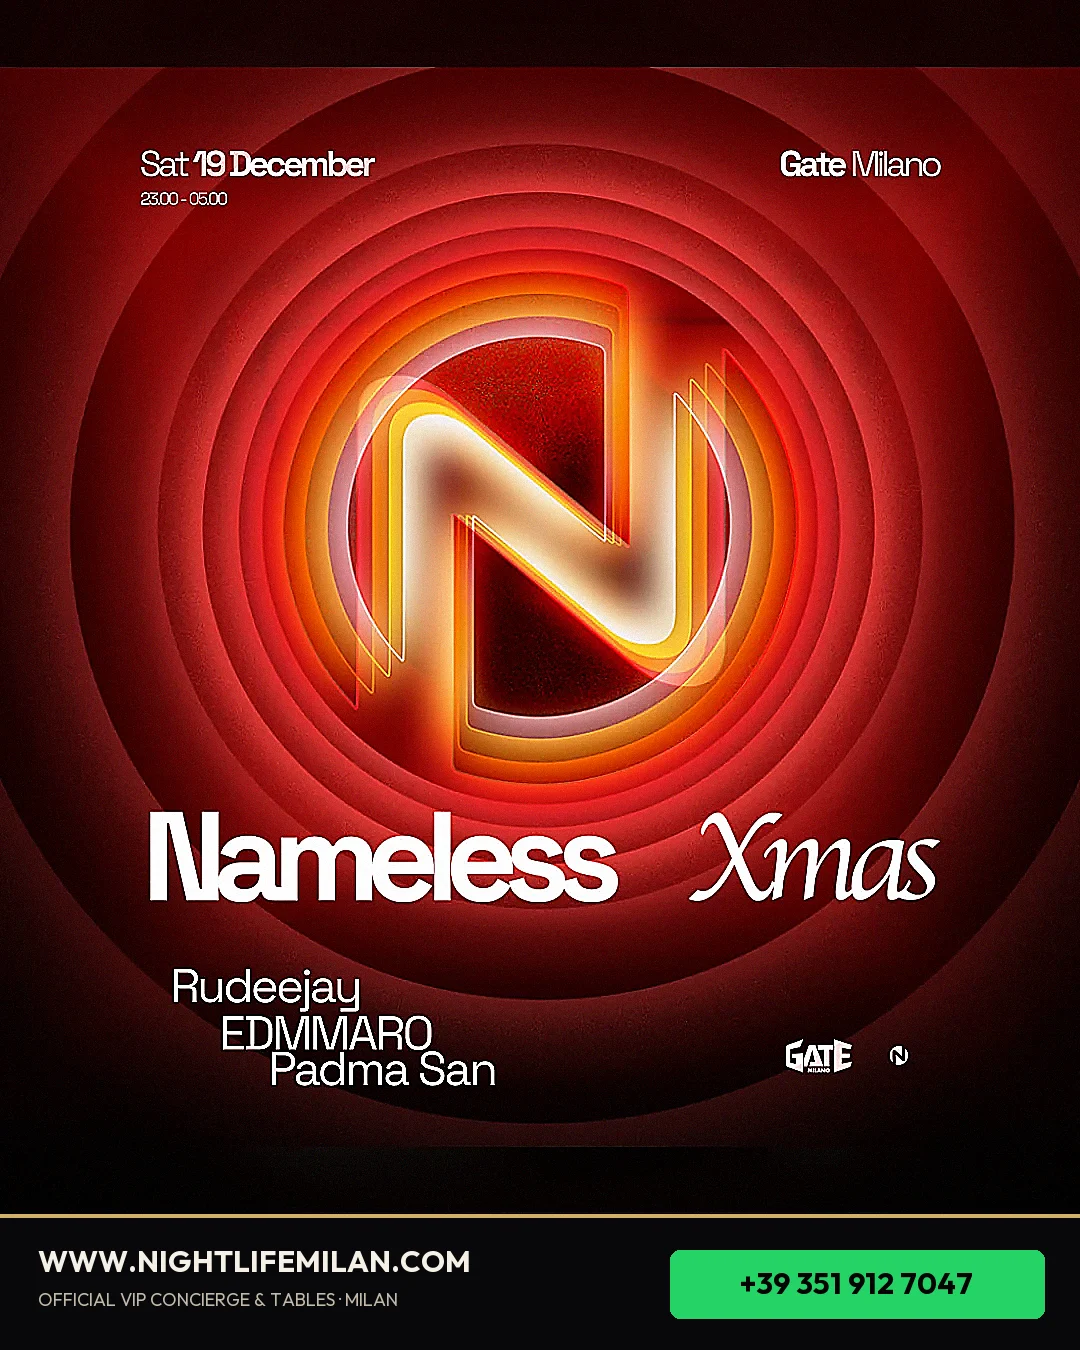 Sat 19 December
23.00 - 05.00
Gate Milano
Nameless Xmas
Rudeejay
EDMMARO
Padma San
GATE
MILANO
N
WWW.NIGHTLIFEMILAN.COM
OFFICIAL VIP CONCIERGE & TABLES · MILAN
+39 351 912 7047